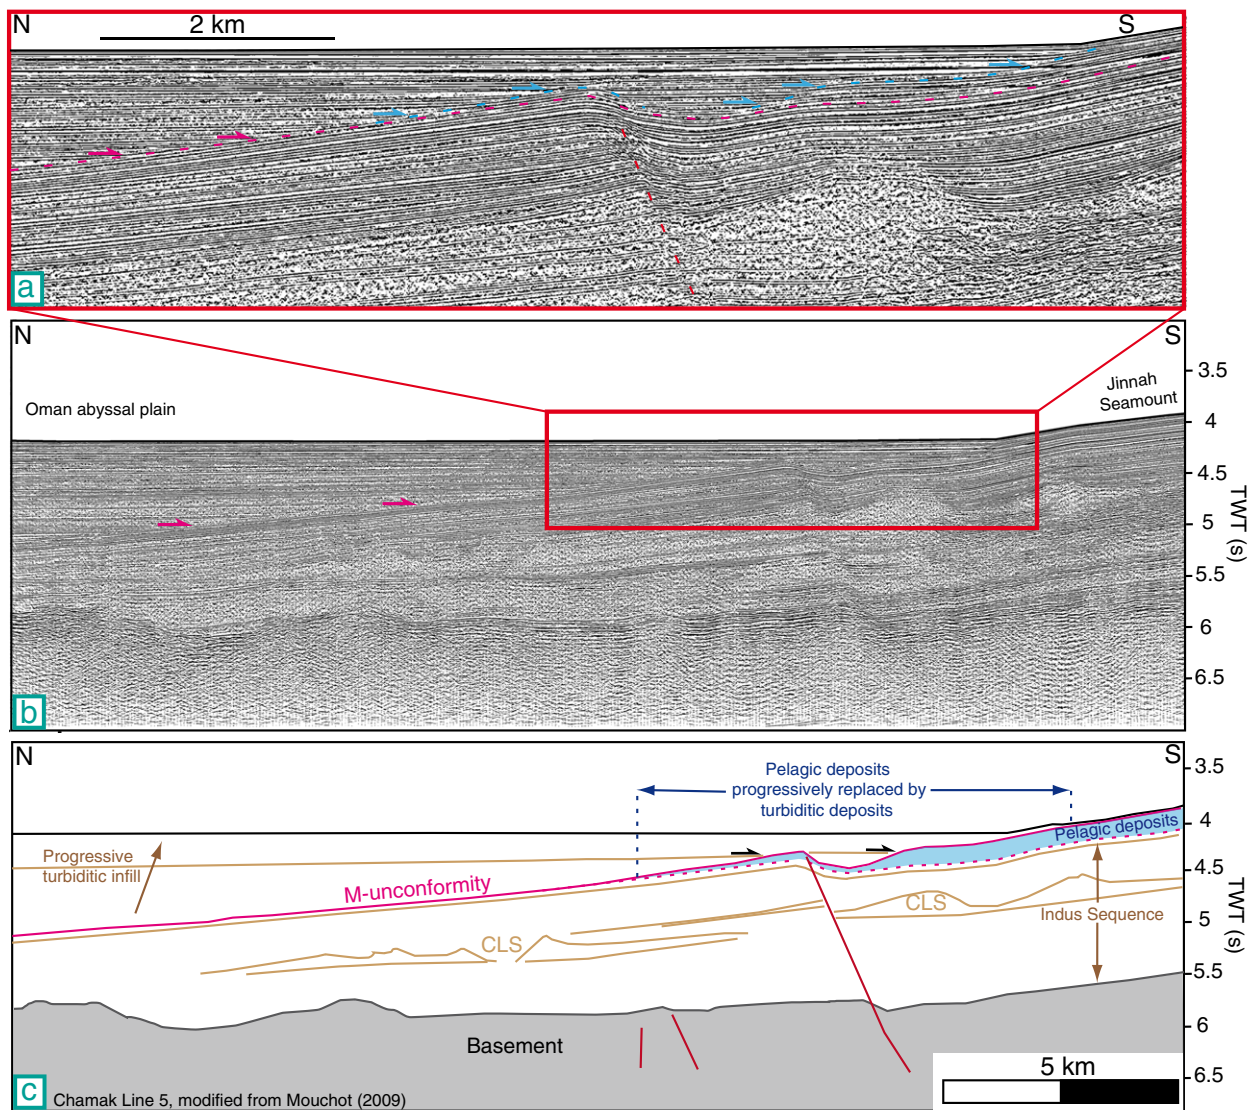 N
2 km
S
a
N
S
3.5
Jinnah
Seamount
Oman abyssal plain
4
4.5
5
TWT (s)
5.5
6
6.5
b
N
S
3.5
Pelagic deposits
progressively replaced by
turbiditic deposits
4
Pelagic deposits
Progressive
turbiditic infill
4.5
M-unconformity
CLS
Indus Sequence
5
TWT (s)
CLS
5.5
6
Basement
5 km
6.5
c
Chamak Line 5, modified from Mouchot (2009)